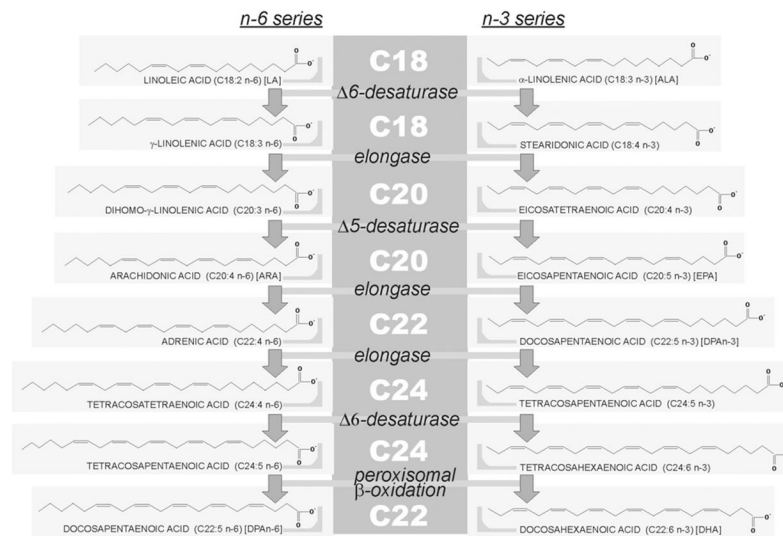 n-6 series
n-3 series
C18
LINOLEIC ACID (C18:2 n-6) [LA]
α-LINOLENIC ACID (C18:3 n-3) [ALA]
Δ6-desaturase
C18
γ-LINOLENIC ACID (C18:3 n-6)
STEARIDONIC ACID (C18:4 n-3)
elongase
C20
DIHOMO-γ-LINOLENIC ACID (C20:3 n-6)
EICOSATETRAENOIC ACID (C20:4 n-3)
Δ5-desaturase
C20
ARACHIDONIC ACID (C20:4 n-6) [ARA]
EICOSAPENTAENOIC ACID (C20:5 n-3) [EPA]
elongase
C22
ADRENIC ACID (C22:4 n-6)
DOCOSAPENTAENOIC ACID (C22:5 n-3) [DPAn-3]
elongase
C24
TETRACOSATETRAENOIC ACID (C24:4 n-6)
TETRACOSAPENTAENOIC ACID (C24:5 n-3)
Δ6-desaturase
C24
TETRACOSAPENTAENOIC ACID (C24:5 n-6)
TETRACOSAHEXAENOIC ACID (C24:6 n-3)
peroxisomal
β-oxidation
C22
DOCOSAPENTAENOIC ACID (C22:5 n-6) [DPAn-6]
DOCOSAHEXAENOIC ACID (C22:6 n-3) [DHA]